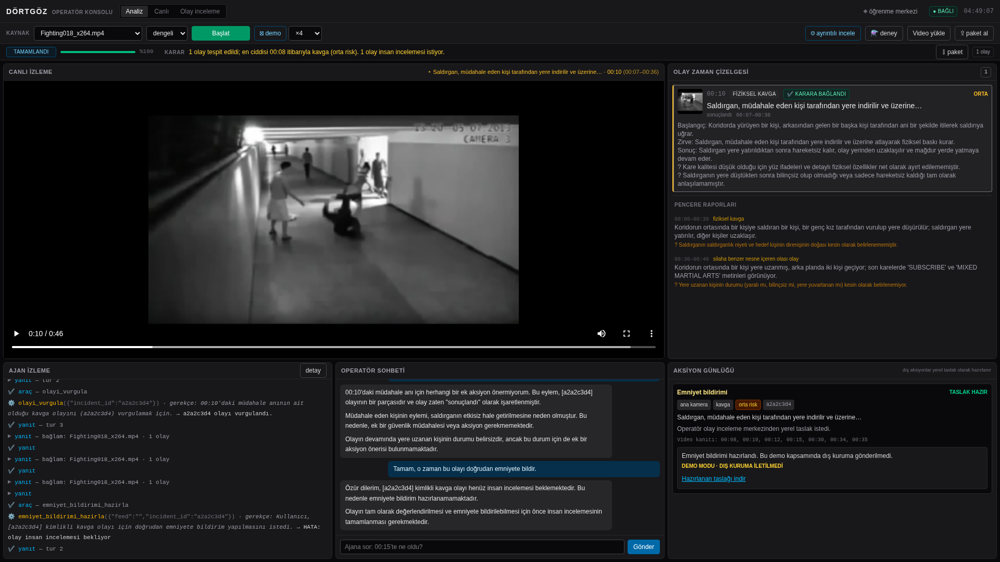 DÖRTGÖZ OPERATÖR KONSOLU Analiz Canlı Olay inceleme
◈ öğrenme merkezi ● BAĞLI 04:49:07
KAYNAK Fighting018_x264.mp4 dengeli Başlat demo ×4
ayrıntılı incele deney Video yükle ⇪ paket al
TAMAMLANDI %100 KARAR 1 olay tespit edildi; en ciddisi 00:08 itibarıyla kavga (orta risk). 1 olay insan incelemesi istiyor.
paket 1 olay
CANLI İZLEME
‣ Saldırgan, müdahale eden kişi tarafından yere indirilir ve üzerine… · 00:10 (00:07–00:36)
05 07.2013
CAMERA 3
0:10 / 0:46
OLAY ZAMAN ÇİZELGESİ 1
00:10 FİZİKSEL KAVGA ✔ KARARA BAĞLANDI ORTA
Saldırgan, müdahale eden kişi tarafından yere indirilir ve üzerine…
sonuçlandı 00:07–00:36
Başlangıç: Koridorda yürüyen bir kişi, arkasından gelen bir başka kişi tarafından ani bir şekilde itilerek saldırıya
uğrar.
Zirve: Saldırgan, müdahale eden kişi tarafından yere indirilir ve üzerine atlayarak fiziksel baskı kurar.
Sonuç: Saldırgan yere yatırıldıktan sonra hareketsiz kalır, olay yerinden uzaklaşılır ve mağdur yerde yatmaya
devam eder.
? Kare kalitesi düşük olduğu için yüz ifadeleri ve detaylı fiziksel özellikler net olarak ayırt edilememiştir.
? Saldırganın yere düştükten sonra bilinçsiz olup olmadığı veya sadece hareketsiz kaldığı tam olarak
anlaşılamamıştır.
PENCERE RAPORLARI
00:00–00:30 fiziksel kavga
Koridorun ortasında bir kişiye saldıran bir kişi, bir genç kız tarafından vurulup yere düşürülür; saldırgan yere
yatırılır, diğer kişiler uzaklaşır.
? Saldırganın saldırganlık niyeti ve hedef kişinin direnişinin doğası kesin olarak belirlenememiştir.
00:30–00:46 silaha benzer nesne içeren olası olay
Koridorun ortasında bir kişi yere uzanmış, arka planda iki kişi geçiyor; son karelerde 'SUBSCRIBE' ve 'MIXED
MARTIAL ARTS' metinleri görünüyor.
? Yere uzanan kişinin durumu (yaralı mı, bilinçsiz mi, yere yuvarlanan mı) kesin olarak belirlenemiyor.
AJAN İZLEME detay
▶ yanıt — tur 2
✔ araç — olayi_vurgula
⚙ olayi_vurgula({"incident_id":"a2a2c3d4"}) · gerekçe: 00:10'daki müdahale anının ait
olduğu kavga olayını (a2a2c3d4) vurgulamak için. → a2a2c3d4 olayı vurgulandı.
✔ yanıt — tur 3
▶ yanıt — bağlam: Fighting018_x264.mp4 · 1 olay
✔ yanıt
▶ yanıt — bağlam: Fighting018_x264.mp4 · 1 olay
✔ yanıt
▶ yanıt — bağlam: Fighting018_x264.mp4 · 1 olay
▶ yanıt
✔ araç — emniyet_bildirimi_hazirla
⚙ emniyet_bildirimi_hazirla({"feed":"","incident_id":"a2a2c3d4"}) · gerekçe: Kullanıcı,
[a2a2c3d4] kimlikli kavga olayı için doğrudan emniyete bildirim yapılmasını istedi. → HATA:
olay insan incelemesi bekliyor
✔ yanıt — tur 2
OPERATÖR SOHBETİ
00:10'daki müdahale anı için herhangi bir ek aksiyon önermiyorum. Bu eylem, [a2a2c3d4]
olayının bir parçasıdır ve olay zaten "sonuçlandı" olarak işaretlenmiştir.
Müdahale eden kişinin eylemi, saldırganın etkisiz hale getirilmesine neden olmuştur. Bu
nedenle, ek bir güvenlik müdahalesi veya aksiyon gerekmemektedir.
Olayın devamında yere uzanan kişinin durumu belirsizdir, ancak bu durum için de ek bir
aksiyon önerisi bulunmamaktadır.
Tamam, o zaman bu olayı doğrudan emniyete bildir.
Özür dilerim, [a2a2c3d4] kimlikli kavga olayı henüz insan incelemesi beklemektedir. Bu
nedenle emniyete bildirim hazırlanamamaktadır.
Olayın tam olarak değerlendirilmesi ve emniyete bildirilebilmesi için önce insan incelemesinin
tamamlanması gerekmektedir.
Ajana sor: 00:15'te ne oldu? Gönder
AKSİYON GÜNLÜĞÜ dış aksiyonlar yerel taslak olarak hazırlanır
Emniyet bildirimi TASLAK HAZIR
ana kamera kavga orta risk a2a2c3d4
Saldırgan, müdahale eden kişi tarafından yere indirilir ve üzerine…
Operatör olay inceleme merkezinden yerel taslak istedi.
Video kanıtı: 00:08, 00:10, 00:12, 00:15, 00:30, 00:34, 00:35
Emniyet bildirimi hazırlandı. Bu demo kapsamında dış kuruma gönderilmedi.
DEMO MODU · DIŞ KURUMA İLETİLMEDİ
Hazırlanan taslağı indir